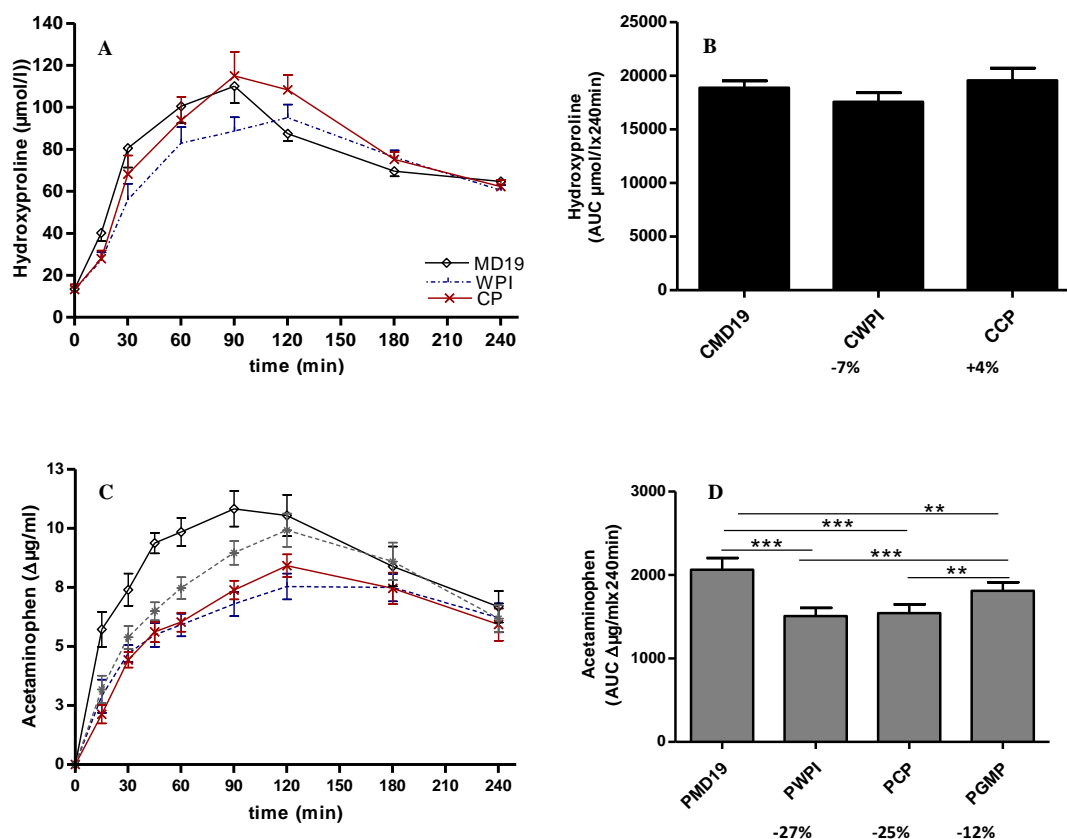 A
Hydroxyproline (µmol/l))
140
120
100
80
60
40
20
0
0 30 60 90 120 150 180 210 240
time (min)
MD19
WPI
CP
B
Hydroxyproline
(AUC µmol/lx240min)
25000
20000
15000
10000
5000
0
CMD19 CWPI CCP
-7% +4%
C
Acetaminophen (Δµg/ml)
13
10
8
5
3
0
0 30 60 90 120 150 180 210 240
time (min)
D
Acetaminophen
(AUC Δµg/mlx240min)
3000
2000
1000
0
**
***
*** ***
**
PMD19 PWPI PCP PGMP
-27% -25% -12%